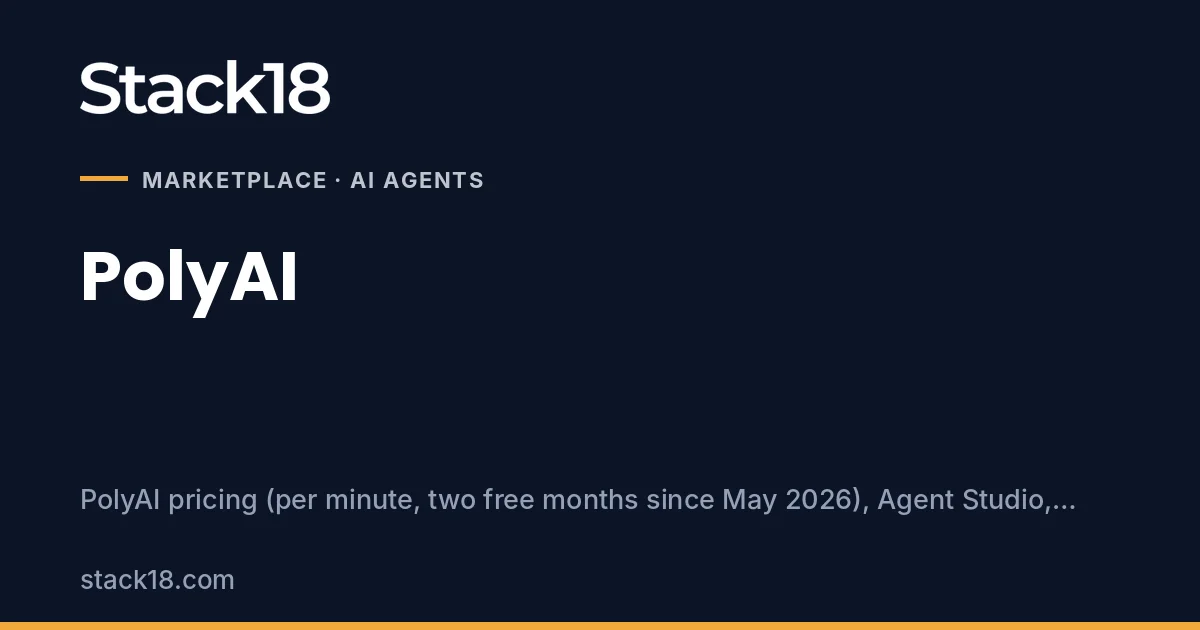 Stack18
MARKETPLACE · AI AGENTS
PolyAI
PolyAI pricing (per minute, two free months since May 2026), Agent Studio,...
stack18.com